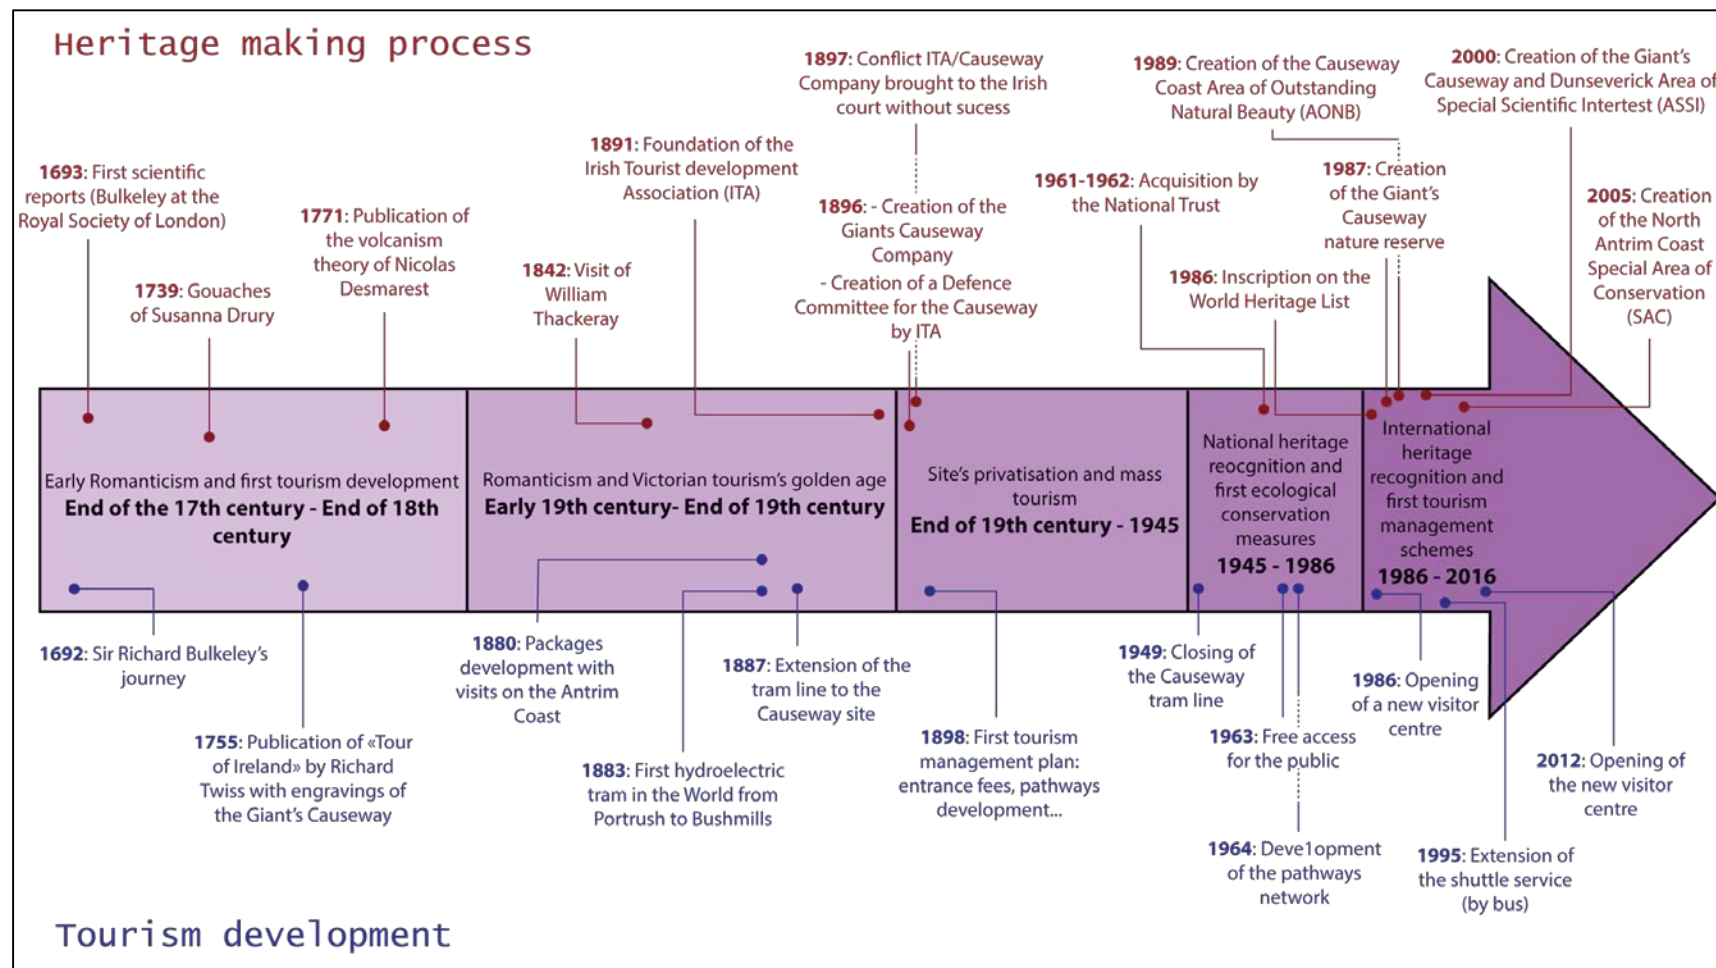 Heritage making process
1693: First scientific
reports (Bulkeley at the
Royal Society of London)
1739: Gouaches
of Susanna Drury
1771: Publication of
the volcanism
theory of Nicolas
Desmarest
1842: Visit of
William
Thackeray
1891: Foundation of the
Irish Tourist development
Association (ITA)
1897: Conflict ITA/Causeway
Company brought to the Irish
court without sucess
1896: - Creation of the
Giants Causeway
Company
- Creation of a Defence
Committee for the Causeway
by ITA
1961-1962: Acquisition by
the National Trust
1989: Creation of the Causeway
Coast Area of Outstanding
Natural Beauty (AONB)
1987: Creation
of the Giant's
Causeway
nature reserve
1986: Inscription on the
World Heritage List
2000: Creation of the Giant's
Causeway and Dunseverick Area of
Special Scientific Intertest (ASSI)
2005: Creation
of the North
Antrim Coast
Special Area of
Conservation
(SAC)
Early Romanticism and first tourism development
End of the 17th century - End of 18th
century
Romanticism and Victorian tourism's golden age
Early 19th century- End of 19th century
Site's privatisation and mass
tourism
End of 19th century - 1945
National heritage
reocgnition and
first ecological
conservation
measures
1945 - 1986
International
heritage
recognition and
first tourism
management
schemes
1986 - 2016
1692: Sir Richard Bulkeley's
journey
1755: Publication of «Tour
of Ireland» by Richard
Twiss with engravings of
the Giant's Causeway
1880: Packages
development with
visits on the Antrim
Coast
1883: First hydroelectric
tram in the World from
Portrush to Bushmills
1887: Extension of the
tram line to the
Causeway site
1898: First tourism
management plan:
entrance fees, pathways
development...
1949: Closing of
the Causeway
tram line
1963: Free access
for the public
1964: Deve1opment
of the pathways
network
1986: Opening
of a new visitor
centre
1995: Extension of
the shuttle service
(by bus)
2012: Opening of
the new visitor
centre
Tourism development